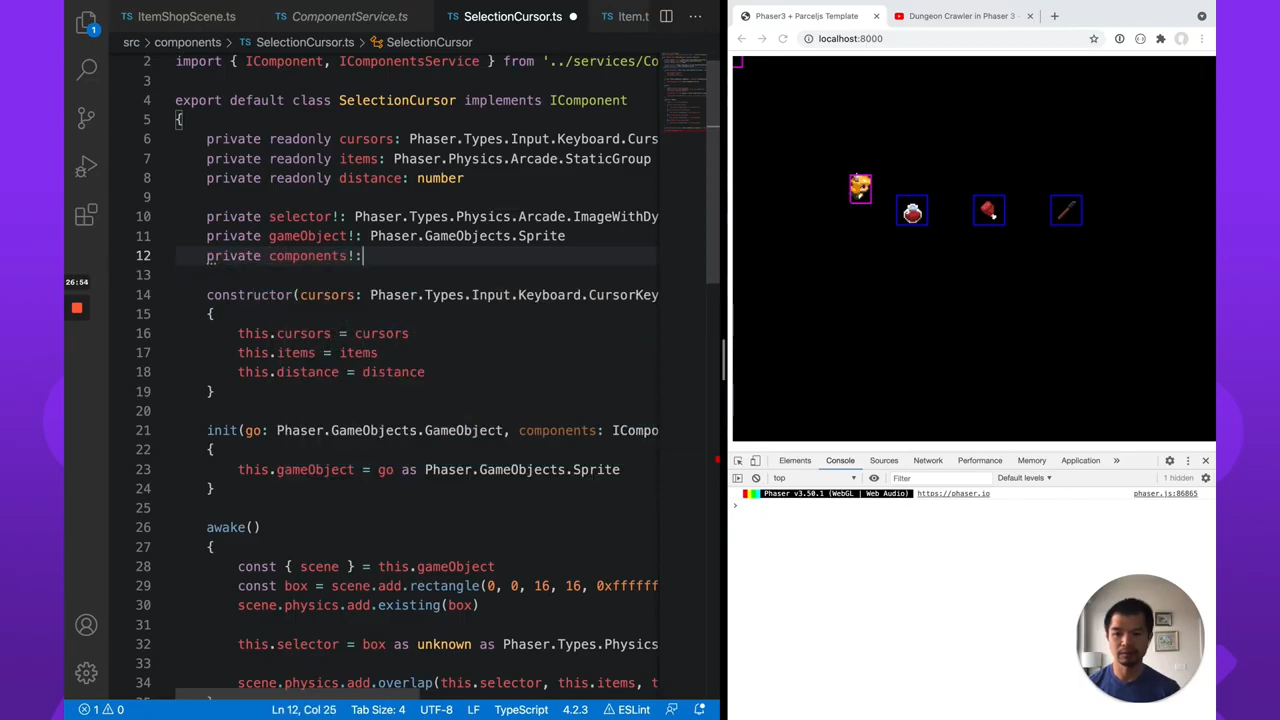 ItemShopScene.ts
ComponentService.ts
SelectionCursor.ts
Item.t
src > components > SelectionCursor.ts > SelectionCursor
2 import { IComponent, IComponentsService } from '../services/Co
3
4 export default class SelectionCursor implements IComponent
5 {
6 private readonly cursors: Phaser.Types.Input.Keyboard.Curs
7 private readonly items: Phaser.Physics.Arcade.StaticGroup
8 private readonly distance: number
9
10 private selector!: Phaser.Types.Physics.Arcade.ImageWithDy
11 private gameObject!: Phaser.GameObjects.Sprite
12 private components!:
13
14 constructor(cursors: Phaser.Types.Input.Keyboard.CursorKey
15 {
16 this.cursors = cursors
17 this.items = items
18 this.distance = distance
19 }
20
21 init(go: Phaser.GameObjects.GameObject, components: ICompo
22 {
23 this.gameObject = go as Phaser.GameObjects.Sprite
24 }
25
26 awake()
27 {
28 const { scene } = this.gameObject
29 const box = scene.add.rectangle(0, 0, 16, 16, 0xffffff
30 scene.physics.add.existing(box)
31
32 this.selector = box as unknown as Phaser.Types.Physics
33
34 scene.physics.add.overlap(this.selector, this.items, t
1
26:54
1 0
Ln 12, Col 25 Tab Size: 4 UTF-8 LF TypeScript 4.2.3 ESLint
Phaser3 + Parceljs Template
Dungeon Crawler in Phaser 3 -
localhost:8000
Elements Console Sources Network Performance Memory Application »
top Filter Default levels 1 hidden
Phaser v3.50.1 (WebGL | Web Audio) https://phaser.io phaser.js:86865